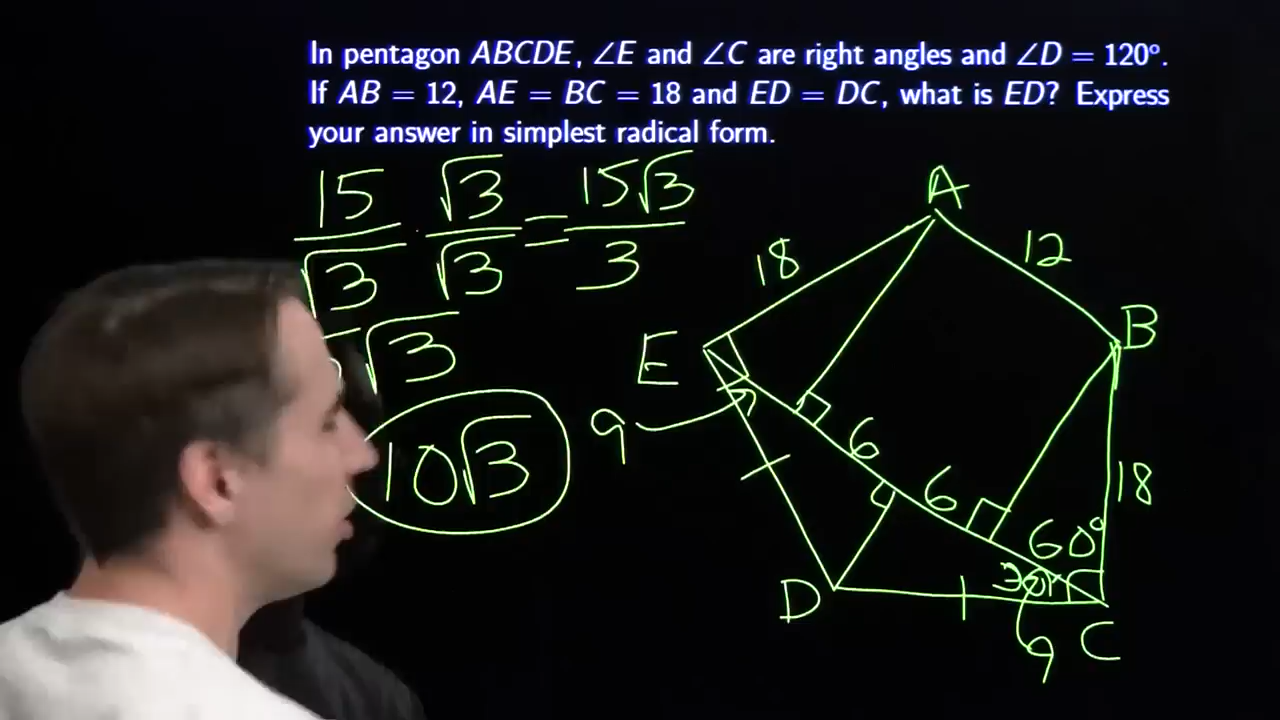 In pentagon ABCDE, ∠E and ∠C are right angles and ∠D = 120°.
If AB = 12, AE = BC = 18 and ED = DC, what is ED? Express
your answer in simplest radical form.
15/√3 · √3/√3 = 15√3/3
√3
10√3
A
18
12
E
B
9
6
6
18
60°
30°
D
9
C